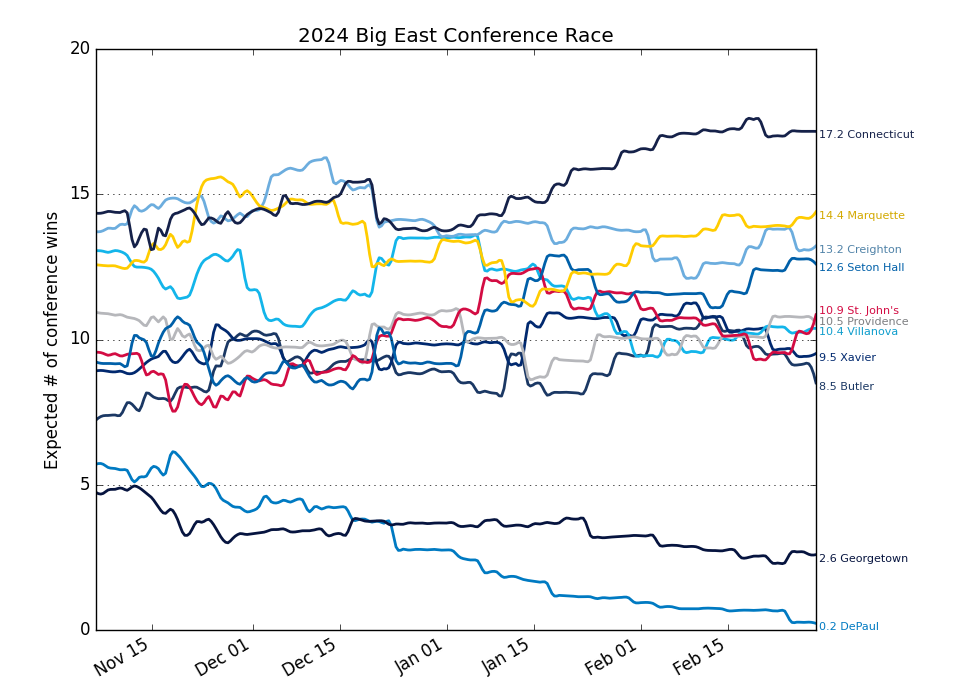 2024 Big East Conference Race
Expected # of conference wins
20
15
10
5
0
Nov 15
Dec 01
Dec 15
Jan 01
Jan 15
Feb 01
Feb 15
17.2 Connecticut
14.4 Marquette
13.2 Creighton
12.6 Seton Hall
10.9 St. John's
10.5 Providence
10.4 Villanova
9.5 Xavier
8.5 Butler
2.6 Georgetown
0.2 DePaul